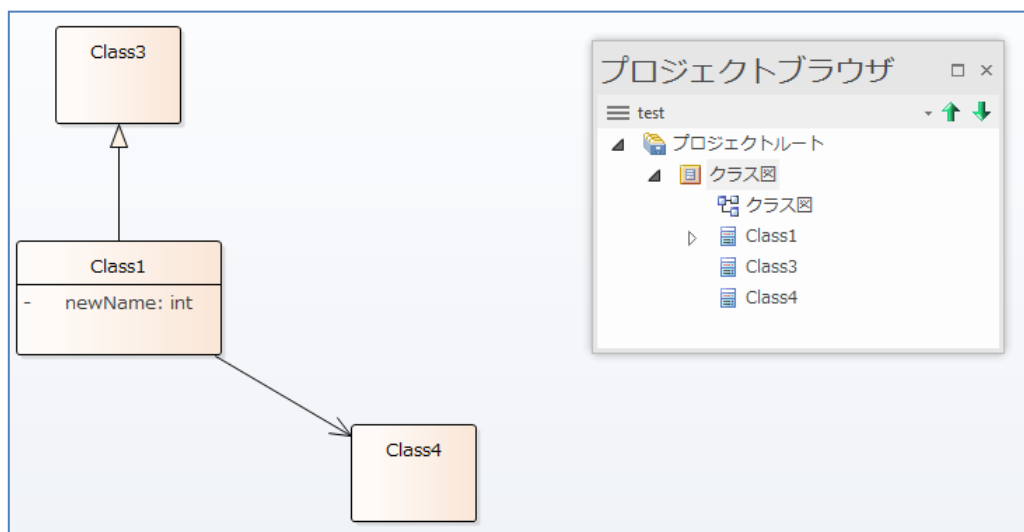 Class3
Class1
- newName: int
Class4
プロジェクトブラウザ
test
プロジェクトルート
クラス図
クラス図
Class1
Class3
Class4